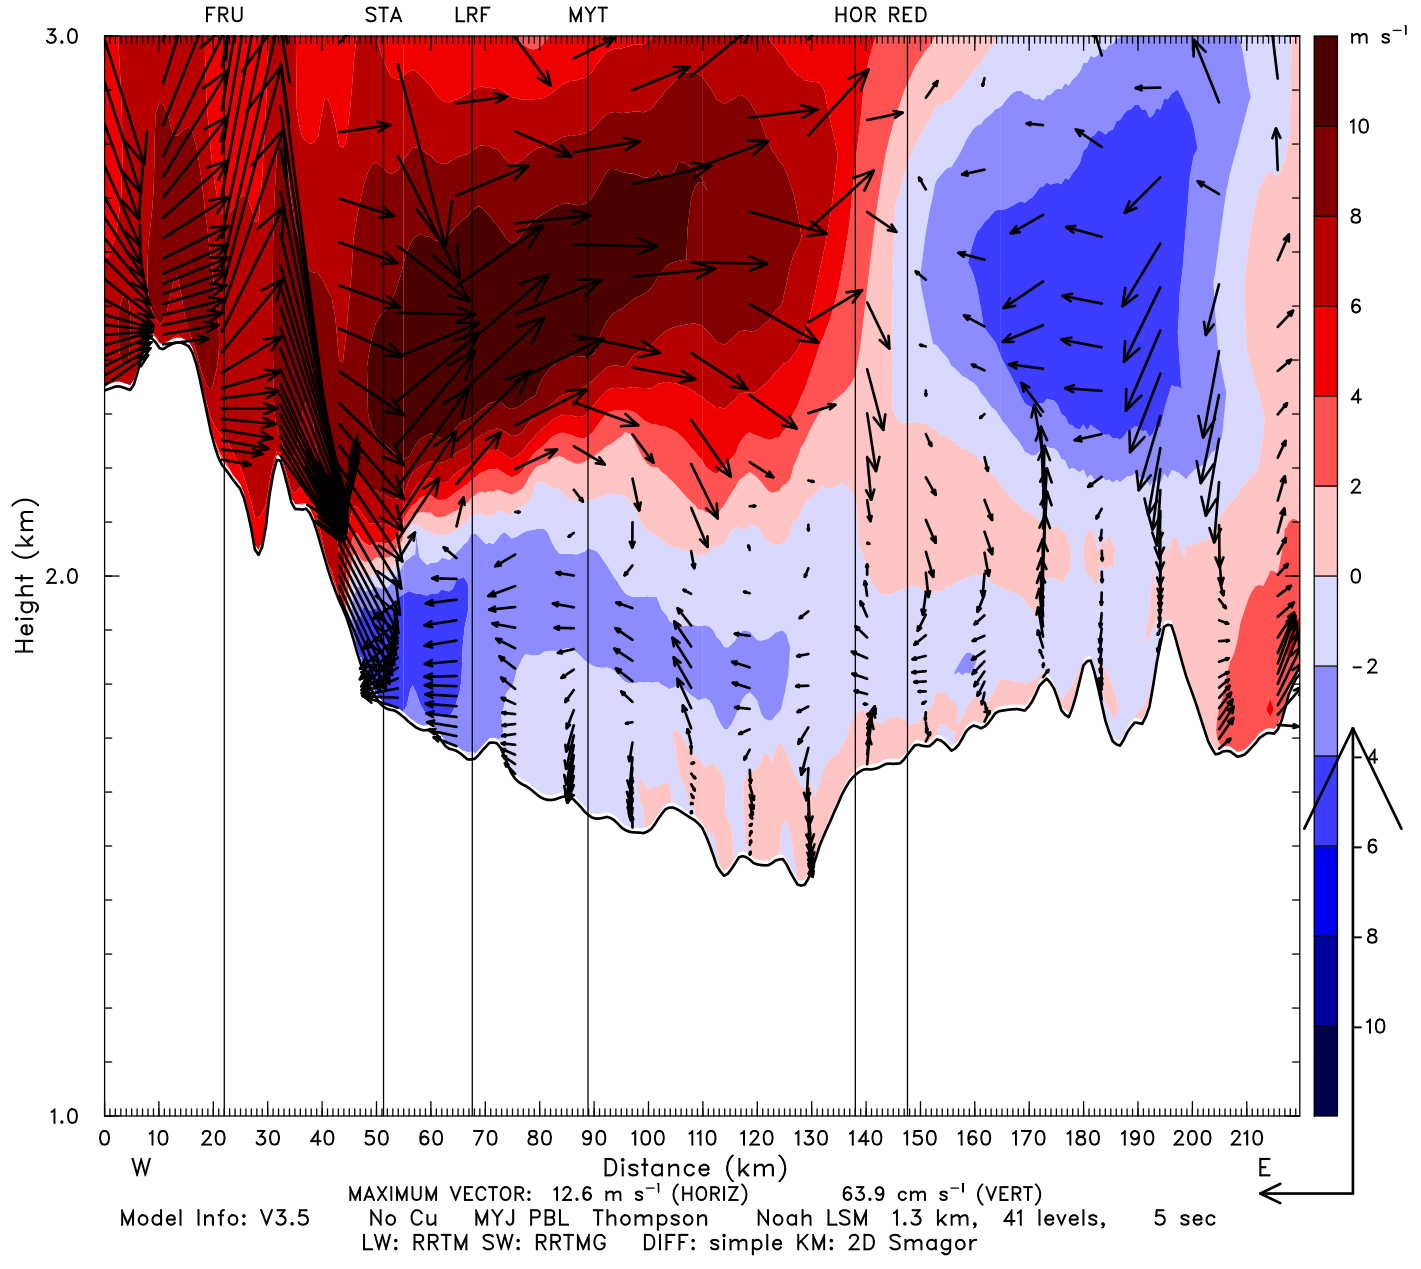 FRU STA LRF MYT HOR RED
3.0
2.0
1.0
Height (km)
m s⁻¹
10
8
6
4
2
0
-2
-4
-6
-8
-10
0 10 20 30 40 50 60 70 80 90 100 110 120 130 140 150 160 170 180 190 200 210
W Distance (km) E
MAXIMUM VECTOR: 12.6 m s⁻¹ (HORIZ) 63.9 cm s⁻¹ (VERT)
Model Info: V3.5 No Cu MYJ PBL Thompson Noah LSM 1.3 km, 41 levels, 5 sec
LW: RRTM SW: RRTMG DIFF: simple KM: 2D Smagor